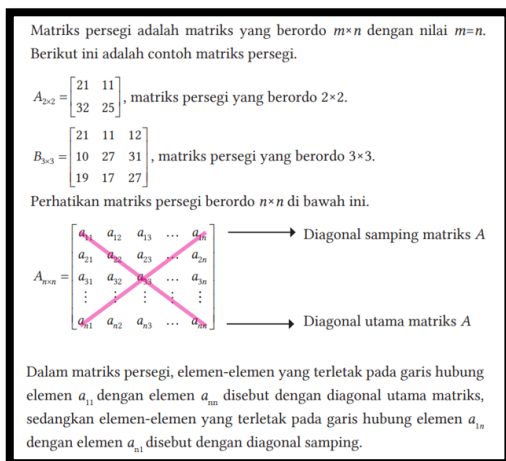 Matriks persegi adalah matriks yang berordo m×n dengan nilai m=n.
Berikut ini adalah contoh matriks persegi.
A₂ₓ₂ = [21 11
32 25], matriks persegi yang berordo 2×2.
B₃ₓ₃ = [21 11 12
10 27 31
19 17 27], matriks persegi yang berordo 3×3.
Perhatikan matriks persegi berordo n×n di bawah ini.
Aₙₓₙ = [a₁₁ a₁₂ a₁₃ ... a₁ₙ
a₂₁ a₂₂ a₂₃ ... a₂ₙ
a₃₁ a₃₂ a₃₃ ... a₃ₙ
⋮ ⋮ ⋮ ⋮ ⋮
aₙ₁ aₙ₂ aₙ₃ ... aₙₙ]
Diagonal samping matriks A
Diagonal utama matriks A
Dalam matriks persegi, elemen-elemen yang terletak pada garis hubung
elemen a₁₁ dengan elemen aₙₙ disebut dengan diagonal utama matriks,
sedangkan elemen-elemen yang terletak pada garis hubung elemen a₁ₙ
dengan elemen aₙ₁ disebut dengan diagonal samping.